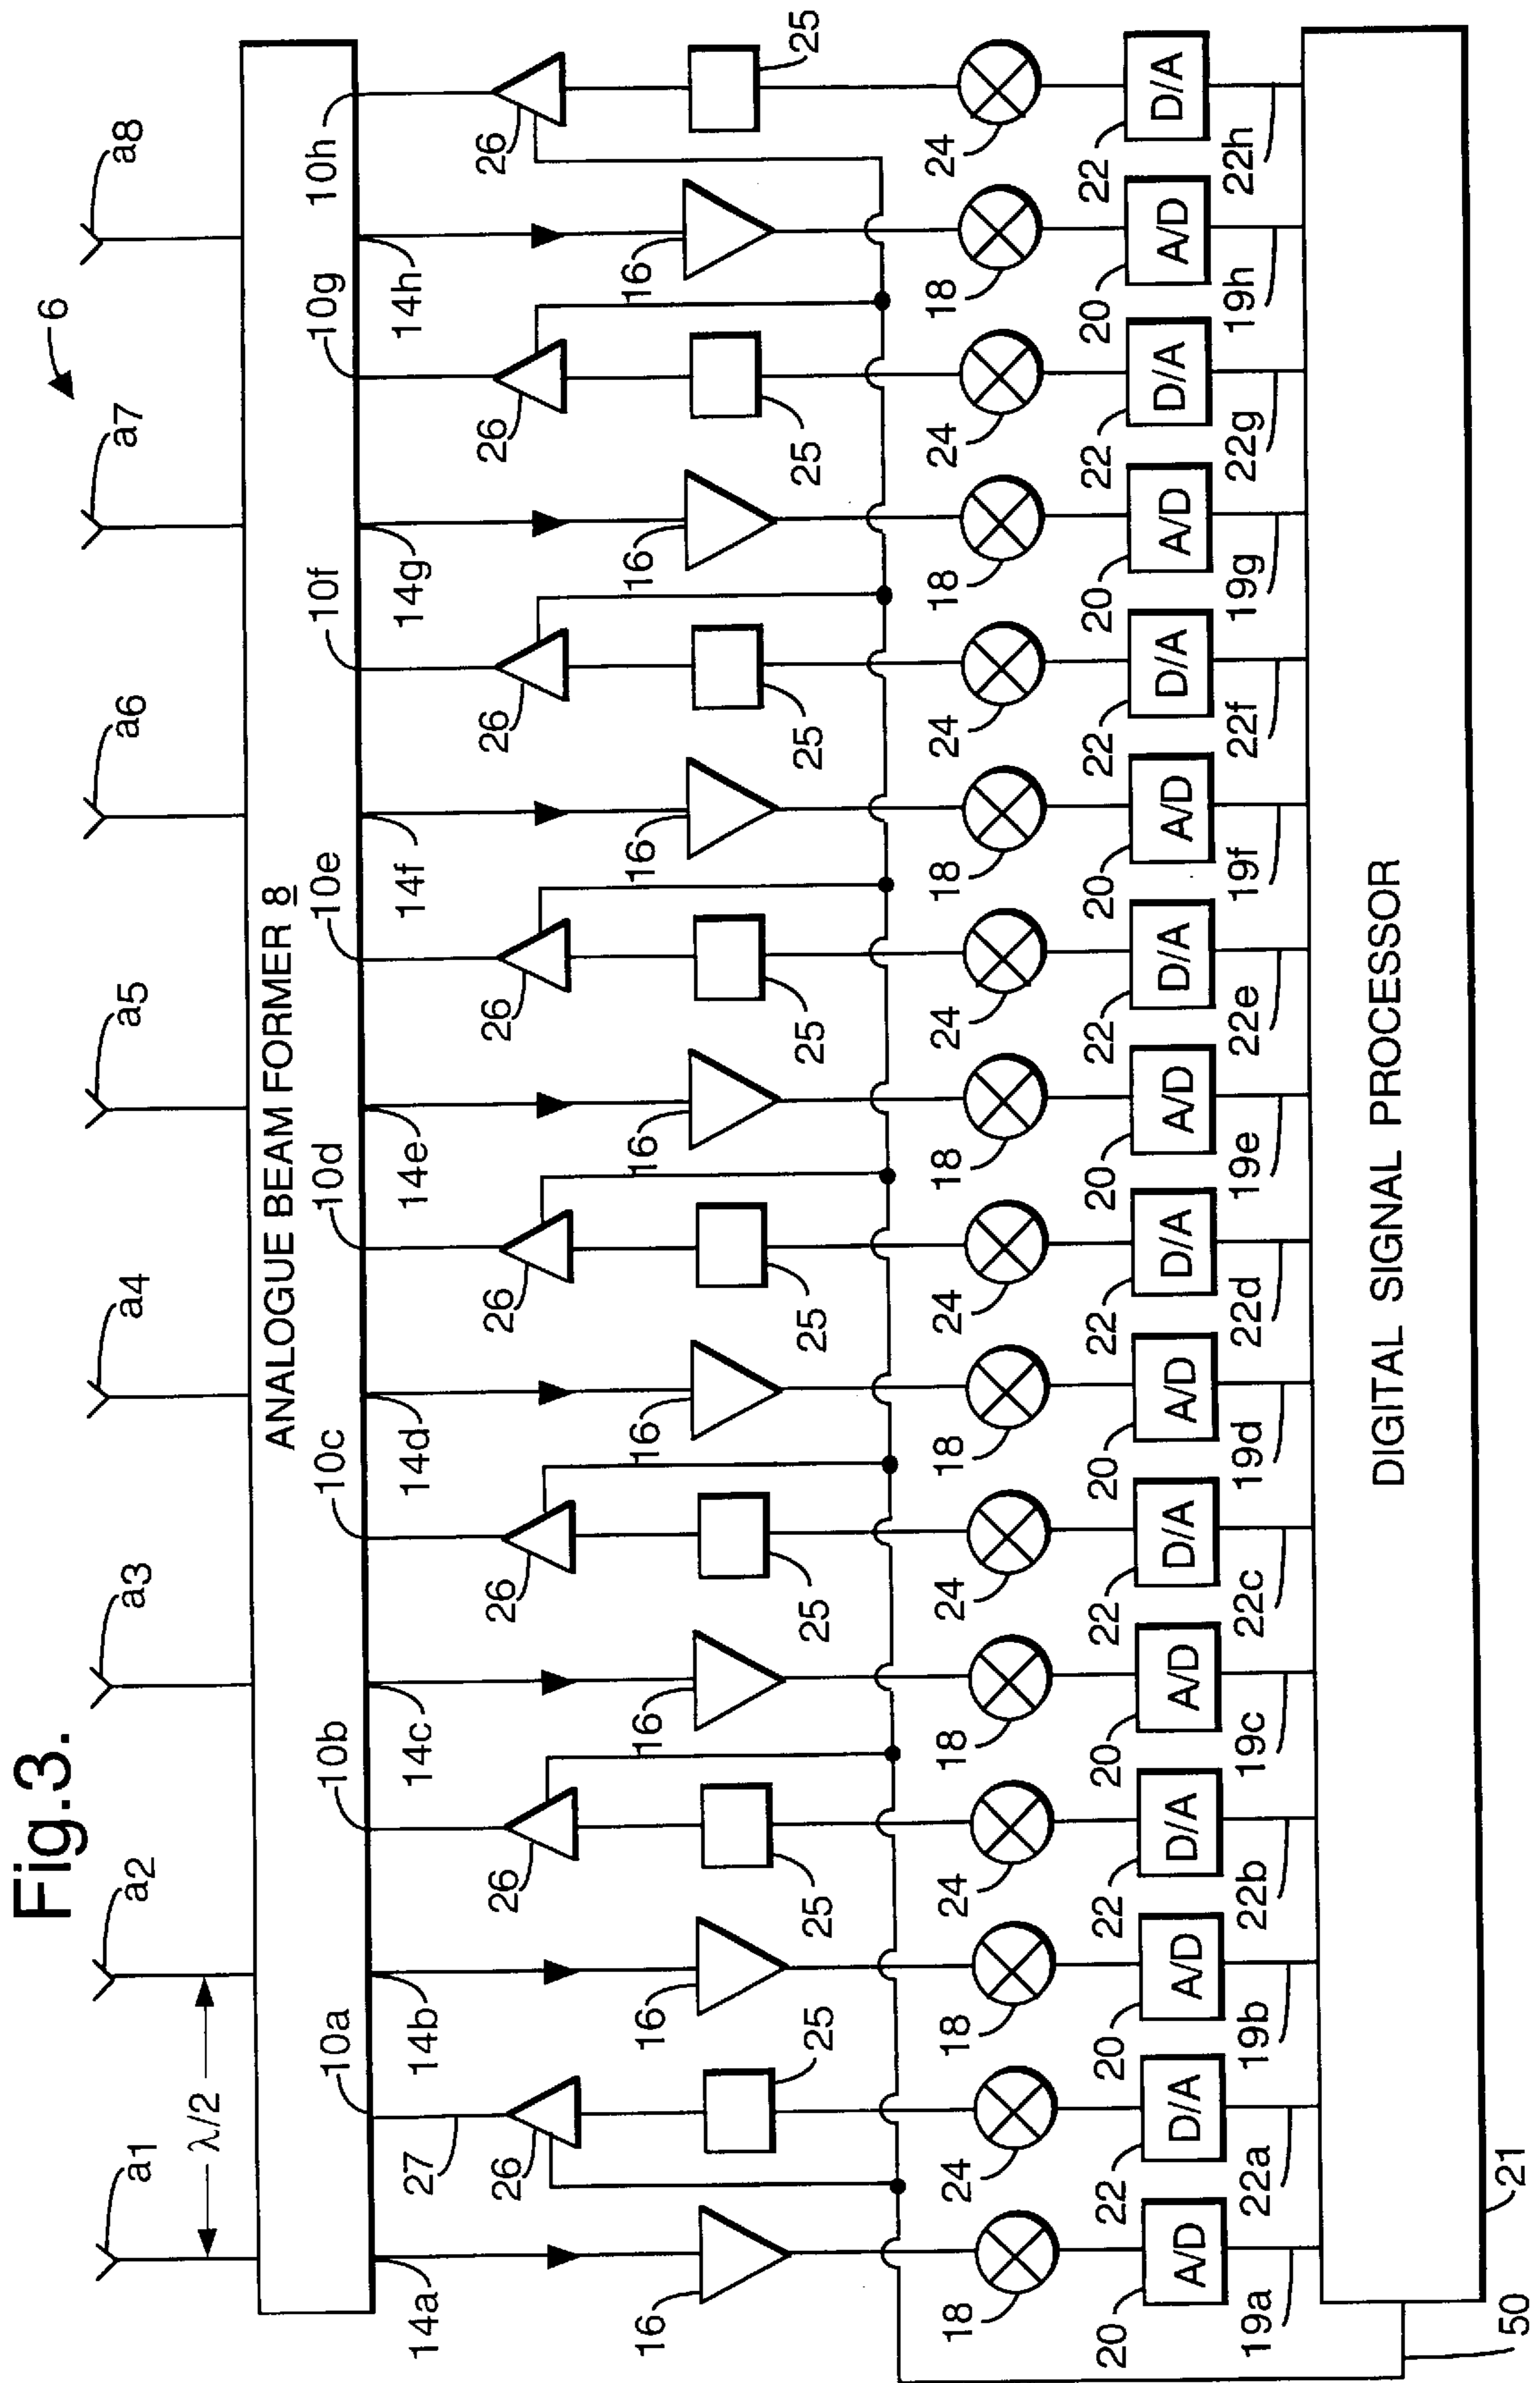 Fig.3.
6
a1 a2 a3 a4 a5 a6 a7 a8
λ/2
ANALOGUE BEAM FORMER 8
10a 10b 10c 10d 10e 10f 10g 10h
14a 14b 14c 14d 14e 14f 14g 14h
27
26 26 26 26 26 26 26 26
16 16 16 16 16 16 16 16
25 25 25 25 25 25 25 25
18 24 18 24 18 24 18 24 18 24 18 24 18 24 18 24
20 22 20 22 20 22 20 22 20 22 20 22 20 22 20 22
A/D D/A A/D D/A A/D D/A A/D D/A A/D D/A A/D D/A A/D D/A A/D D/A
19a 22a 19b 22b 19c 22c 19d 22d 19e 22e 19f 22f 19g 22g 19h 22h
DIGITAL SIGNAL PROCESSOR
50 21